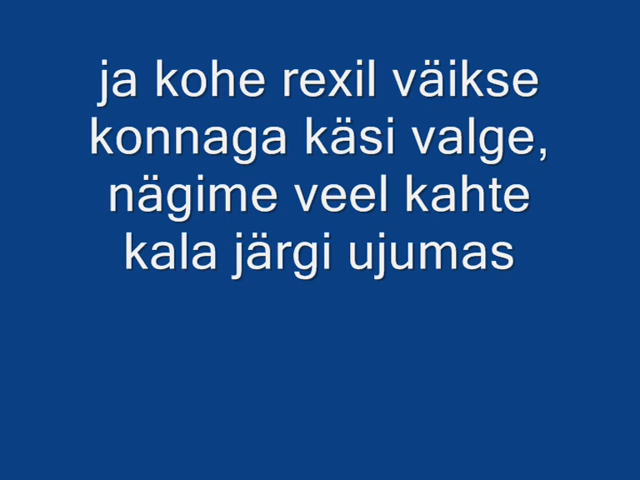 ja kohe rexil väikse
konnaga käsi valge,
nägime veel kahte
kala järgi ujumas